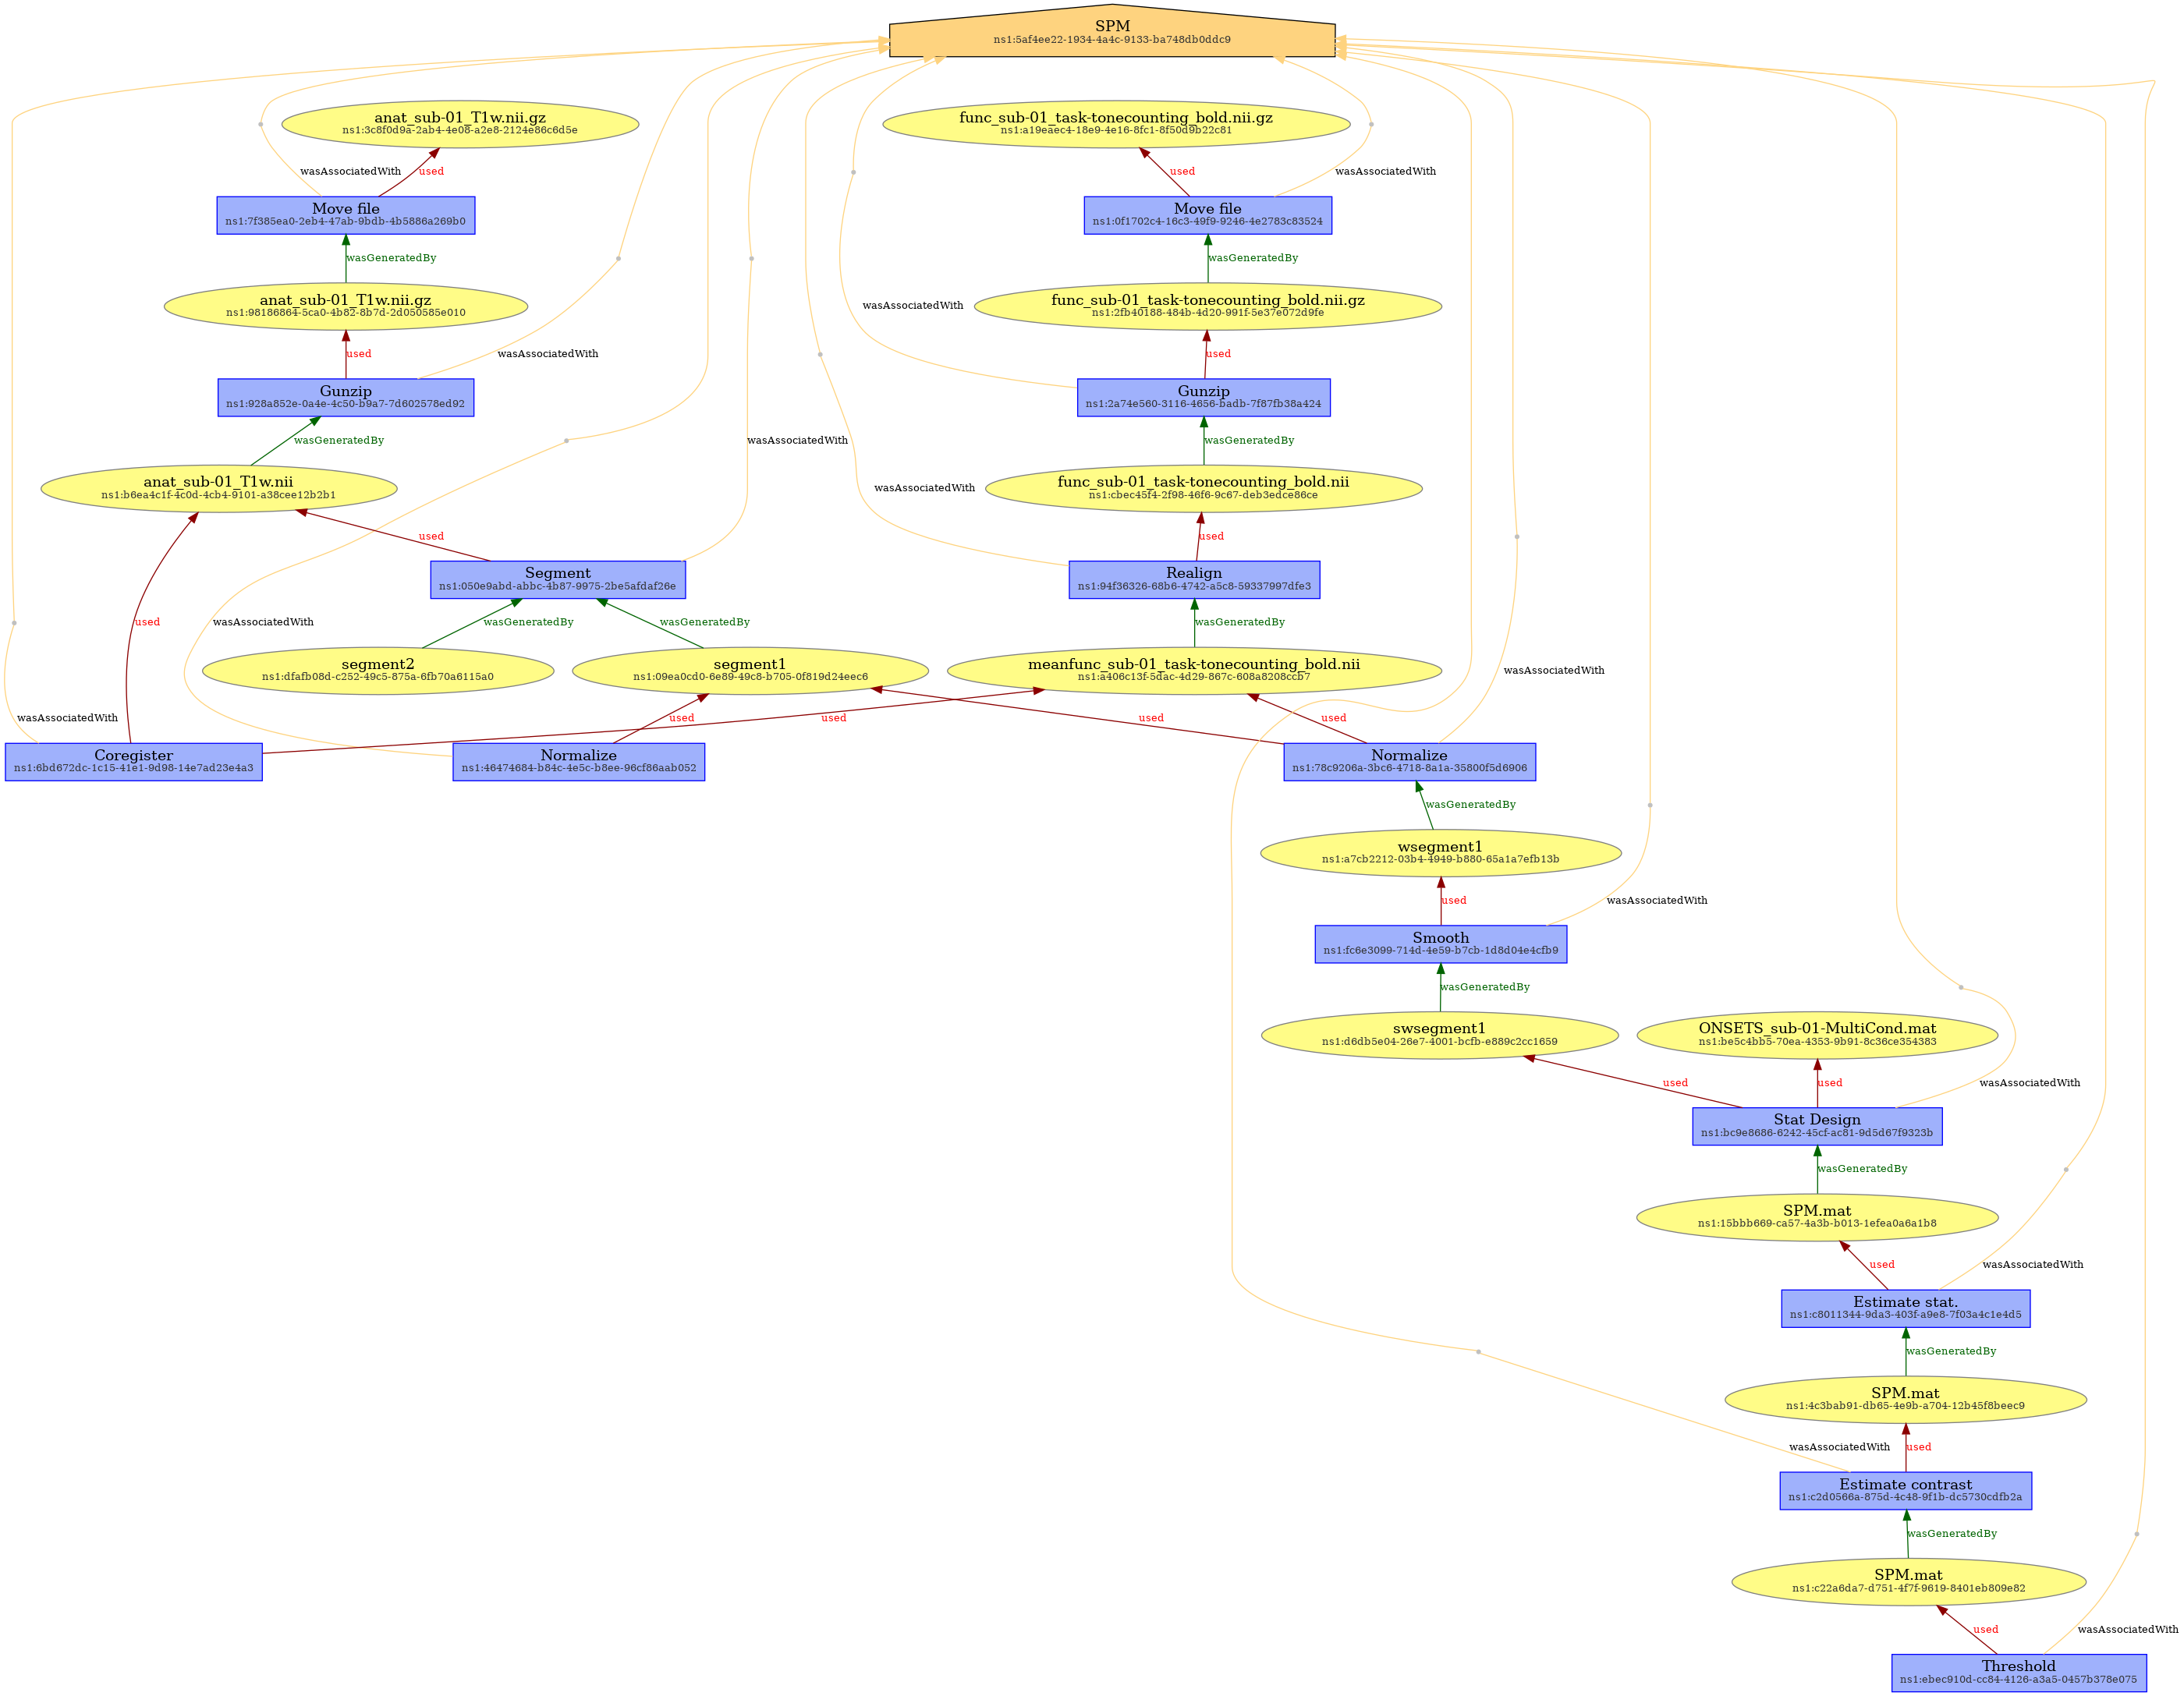 SPM
ns1:5af4ee22-1934-4a4c-9133-ba748db0ddc9
anat_sub-01_T1w.nii.gz
ns1:3c8f0d9a-2ab4-4e08-a2e8-2124e86c6d5e
func_sub-01_task-tonecounting_bold.nii.gz
ns1:a19eaec4-18e9-4e16-8fc1-8f50d9b22c81
wasAssociatedWith
used
used
wasAssociatedWith
Move file
ns1:7f385ea0-2eb4-47ab-9bdb-4b5886a269b0
Move file
ns1:0f1702c4-16c3-49f9-9246-4e2783c83524
wasGeneratedBy
wasGeneratedBy
anat_sub-01_T1w.nii.gz
ns1:98186864-5ca0-4b82-8b7d-2d050585e010
wasAssociatedWith
func_sub-01_task-tonecounting_bold.nii.gz
ns1:2fb40188-484b-4d20-991f-5e37e072d9fe
used
wasAssociatedWith
used
Gunzip
ns1:928a852e-0a4e-4c50-b9a7-7d602578ed92
Gunzip
ns1:2a74e560-3116-4656-badb-7f87fb38a424
wasGeneratedBy
wasAssociatedWith
wasGeneratedBy
anat_sub-01_T1w.nii
ns1:b6ea4c1f-4c0d-4cb4-9101-a38cee12b2b1
wasAssociatedWith
func_sub-01_task-tonecounting_bold.nii
ns1:cbec45f4-2f98-46f6-9c67-deb3edce86ce
used
used
Segment
ns1:050e9abd-abbc-4b87-9975-2be5afdaf26e
Realign
ns1:94f36326-68b6-4742-a5c8-59337997dfe3
used
wasAssociatedWith
wasGeneratedBy
wasGeneratedBy
wasGeneratedBy
segment2
ns1:dfafb08d-c252-49c5-875a-6fb70a6115a0
segment1
ns1:09ea0cd0-6e89-49c8-b705-0f819d24eec6
meanfunc_sub-01_task-tonecounting_bold.nii
ns1:a406c13f-5dac-4d29-867c-608a8208ccb7
wasAssociatedWith
wasAssociatedWith
used
used
used
used
Coregister
ns1:6bd672dc-1c15-41e1-9d98-14e7ad23e4a3
Normalize
ns1:46474684-b84c-4e5c-b8ee-96cf86aab052
Normalize
ns1:78c9206a-3bc6-4718-8a1a-35800f5d6906
wasGeneratedBy
wsegment1
ns1:a7cb2212-03b4-4949-b880-65a1a7efb13b
used
wasAssociatedWith
Smooth
ns1:fc6e3099-714d-4e59-b7cb-1d8d04e4cfb9
wasGeneratedBy
swsegment1
ns1:d6db5e04-26e7-4001-bcfb-e889c2cc1659
ONSETS_sub-01-MultiCond.mat
ns1:be5c4bb5-70ea-4353-9b91-8c36ce354383
used
used
wasAssociatedWith
Stat Design
ns1:bc9e8686-6242-45cf-ac81-9d5d67f9323b
wasGeneratedBy
SPM.mat
ns1:15bbb669-ca57-4a3b-b013-1efea0a6a1b8
used
wasAssociatedWith
Estimate stat.
ns1:c8011344-9da3-403f-a9e8-7f03a4c1e4d5
wasGeneratedBy
SPM.mat
ns1:4c3bab91-db65-4e9b-a704-12b45f8beec9
wasAssociatedWith
used
Estimate contrast
ns1:c2d0566a-875d-4c48-9f1b-dc5730cdfb2a
wasGeneratedBy
SPM.mat
ns1:c22a6da7-d751-4f7f-9619-8401eb809e82
used
wasAssociatedWith
Threshold
ns1:ebec910d-cc84-4126-a3a5-0457b378e075